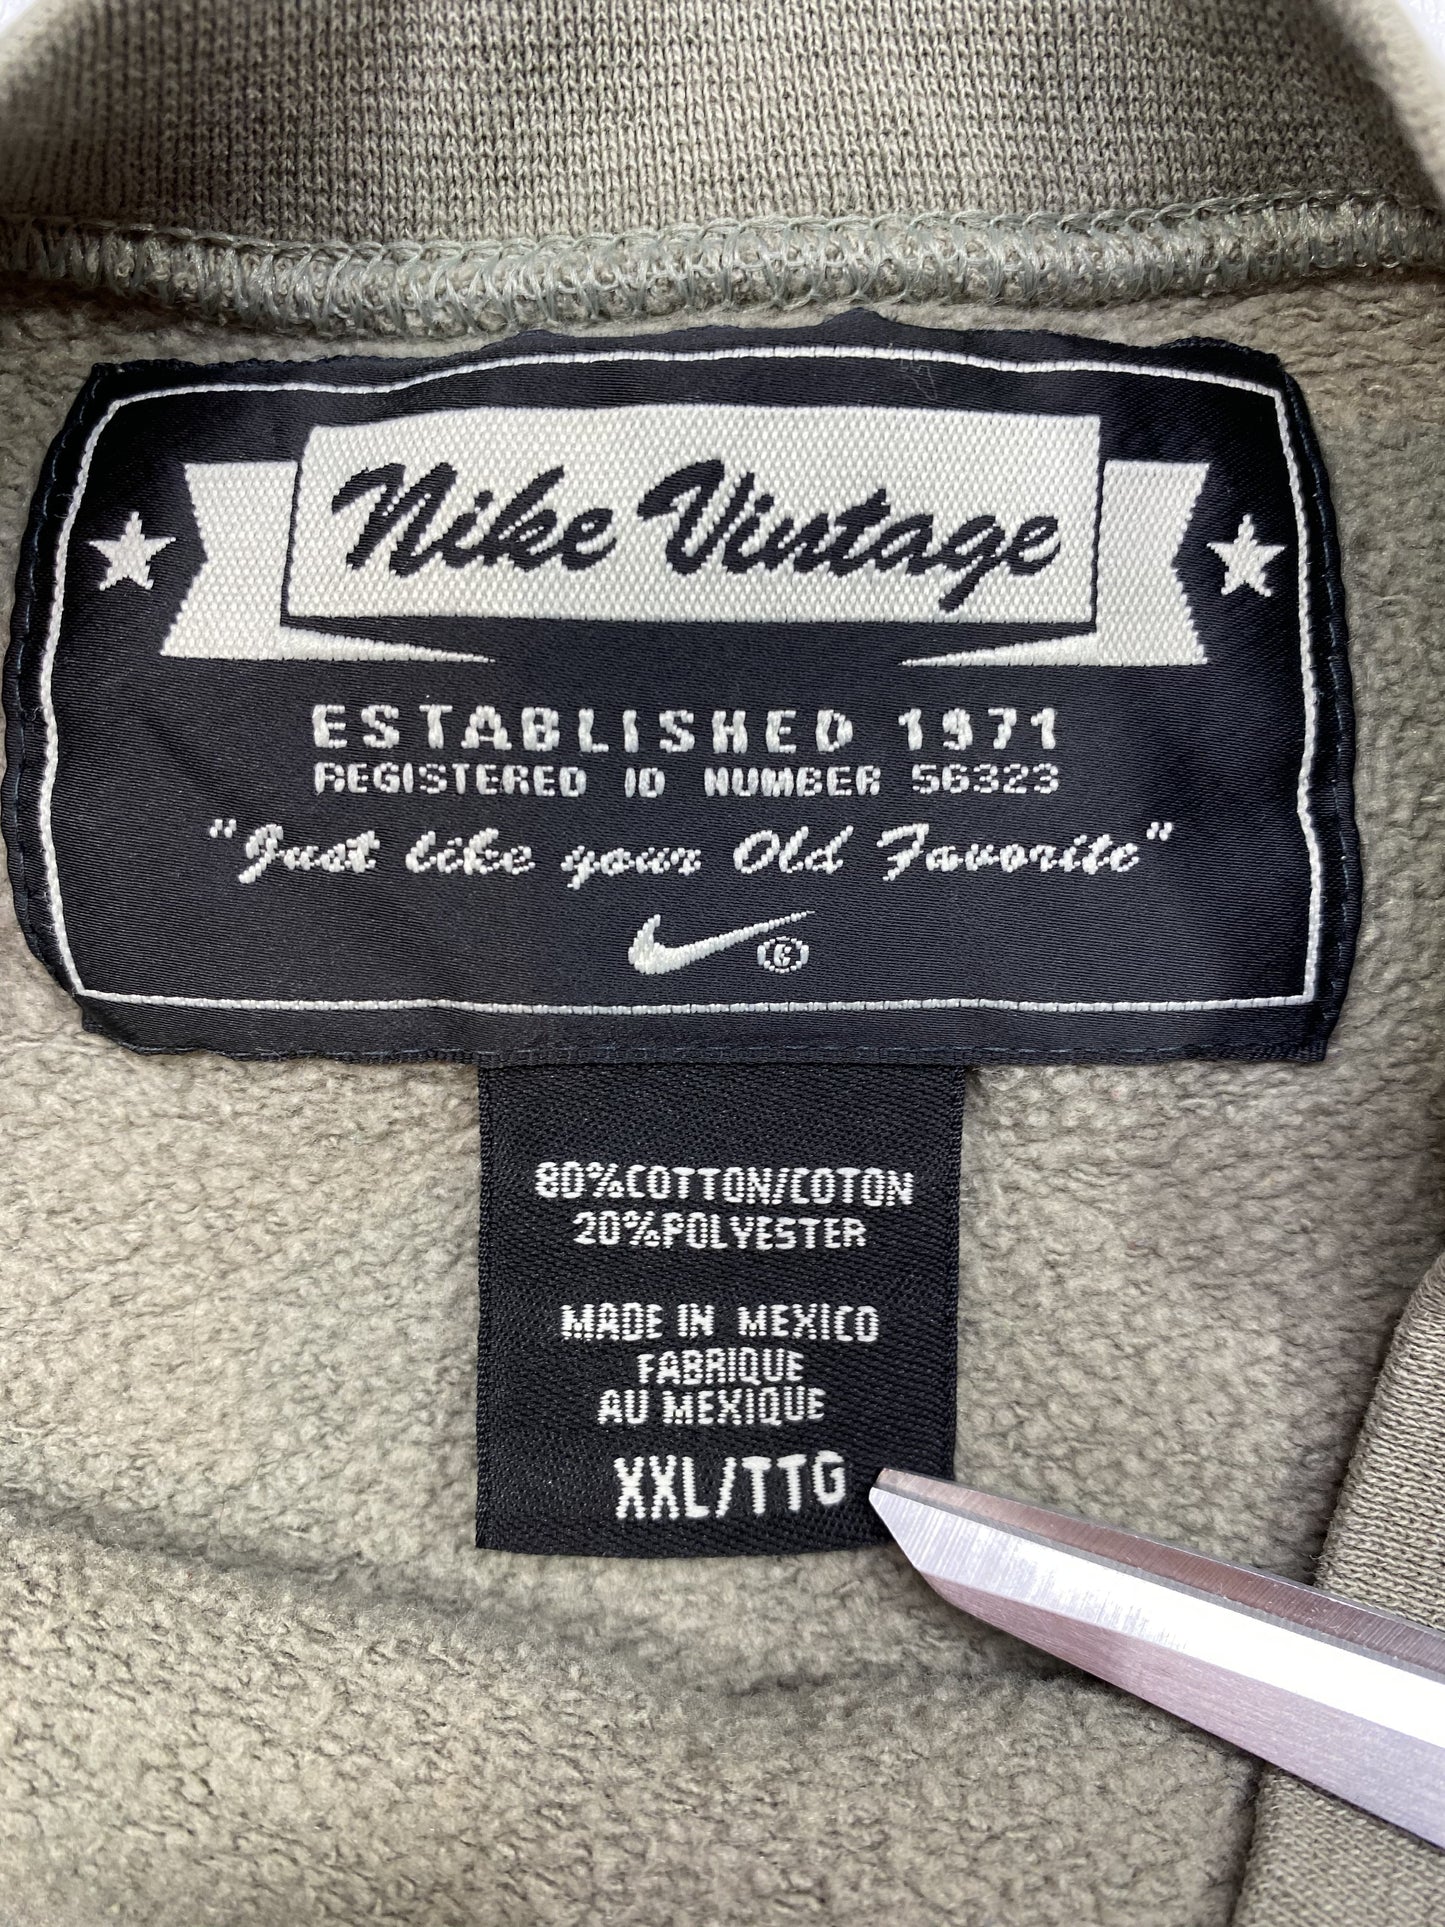 Nike Vintage
ESTABLISHED 1971
REGISTERED ID NUMBER 56323
"Just like your Old Favorite"
80%COTTON/COTON
20%POLYESTER
MADE IN MEXICO
FABRIQUE
AU MEXIQUE
XXL/TTG